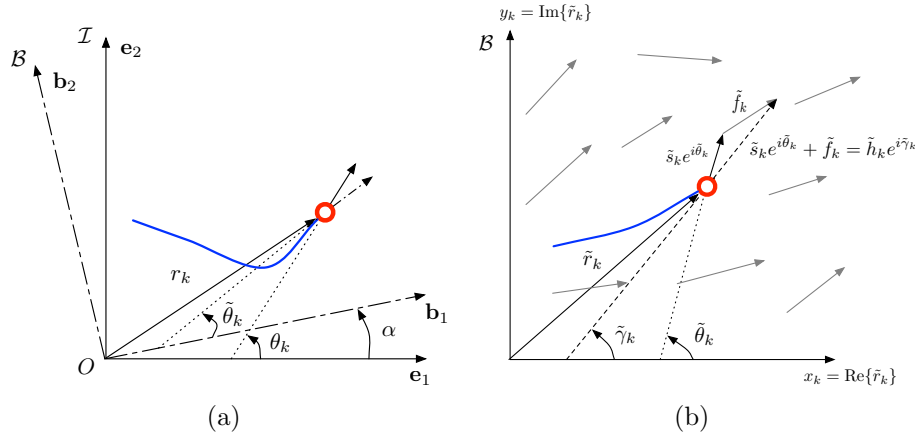 𝓘
e₂
𝓑
b₂
r_k
θ̃_k
θ_k
α
b₁
O
e₁
(a)
y_k = Im{r̃_k}
𝓑
f̃_k
s̃_k e^{iθ̃_k}
s̃_k e^{iθ̃_k} + f̃_k = h̃_k e^{iγ̃_k}
r̃_k
γ̃_k
θ̃_k
x_k = Re{r̃_k}
(b)